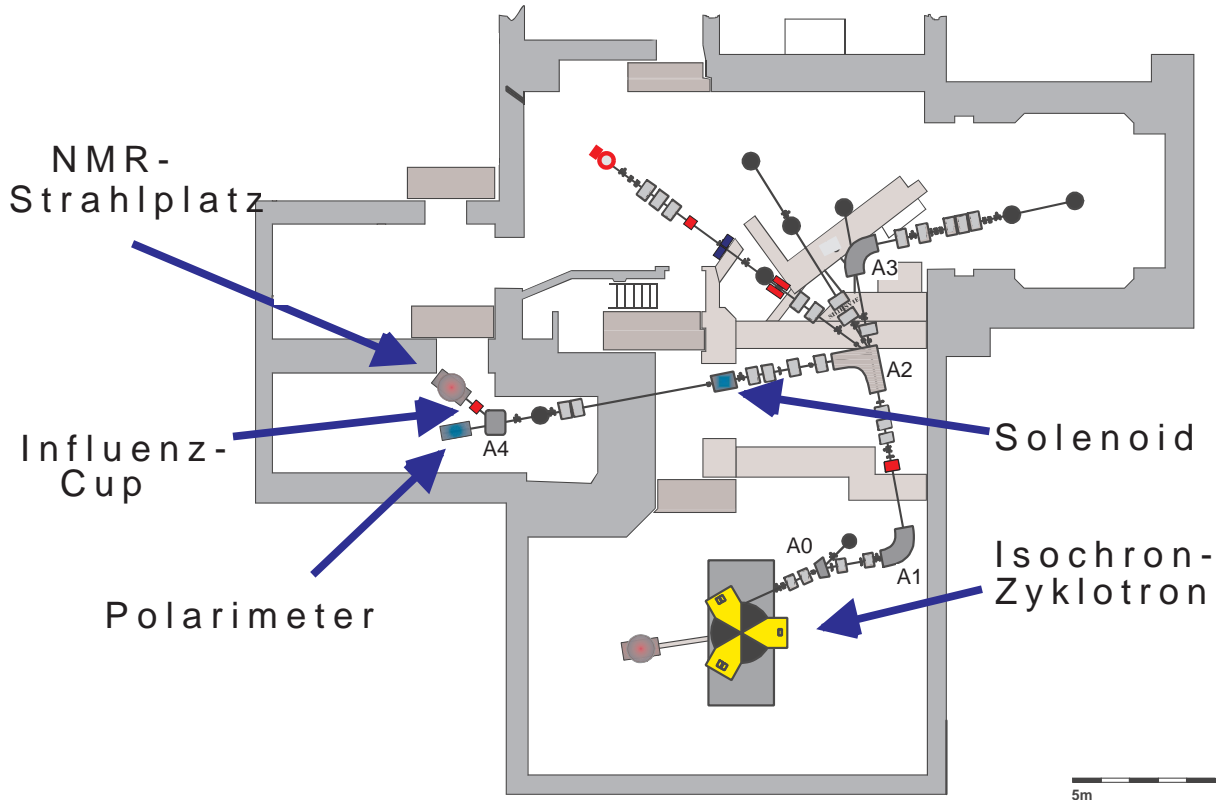 NMR-
Strahlplatz
A3
A2
Influenz-
Cup
A4
Solenoid
A0
A1
Isochron-
Zyklotron
Polarimeter
5m